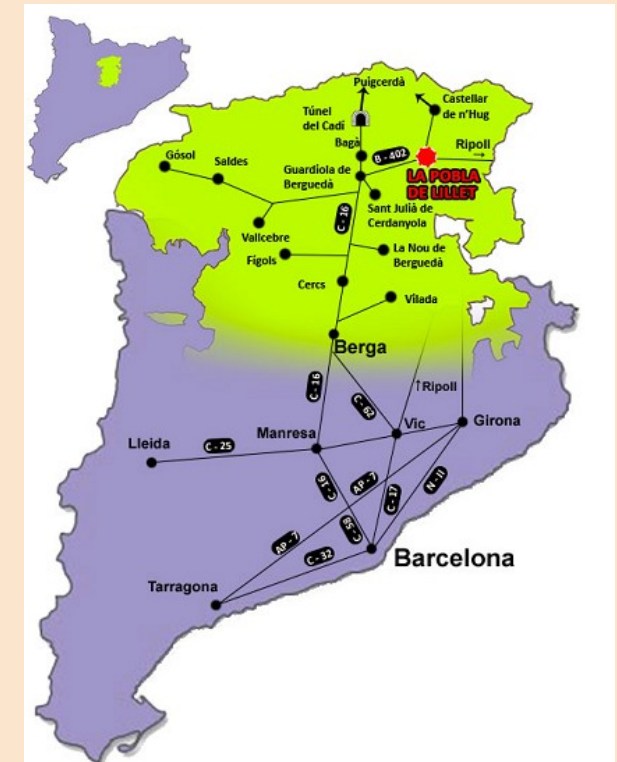 Puigcerdà
Castellar
de n'Hug
Túnel
del Cadí
Bagà
B - 402
Ripoll
→
Gósol
Saldes
Guardiola de
Berguedà
LA POBLA
DE LILLET
Sant Julià de
Cerdanyola
C - 16
Vallcebre
Fígols
La Nou de
Berguedà
Cercs
Vilada
Berga
C - 16
↑Ripoll
C - 62
Vic
Girona
Manresa
Lleida
C - 25
C - 16
AP - 7
C - 17
N - II
C - 58
AP - 7
C - 32
Barcelona
Tarragona